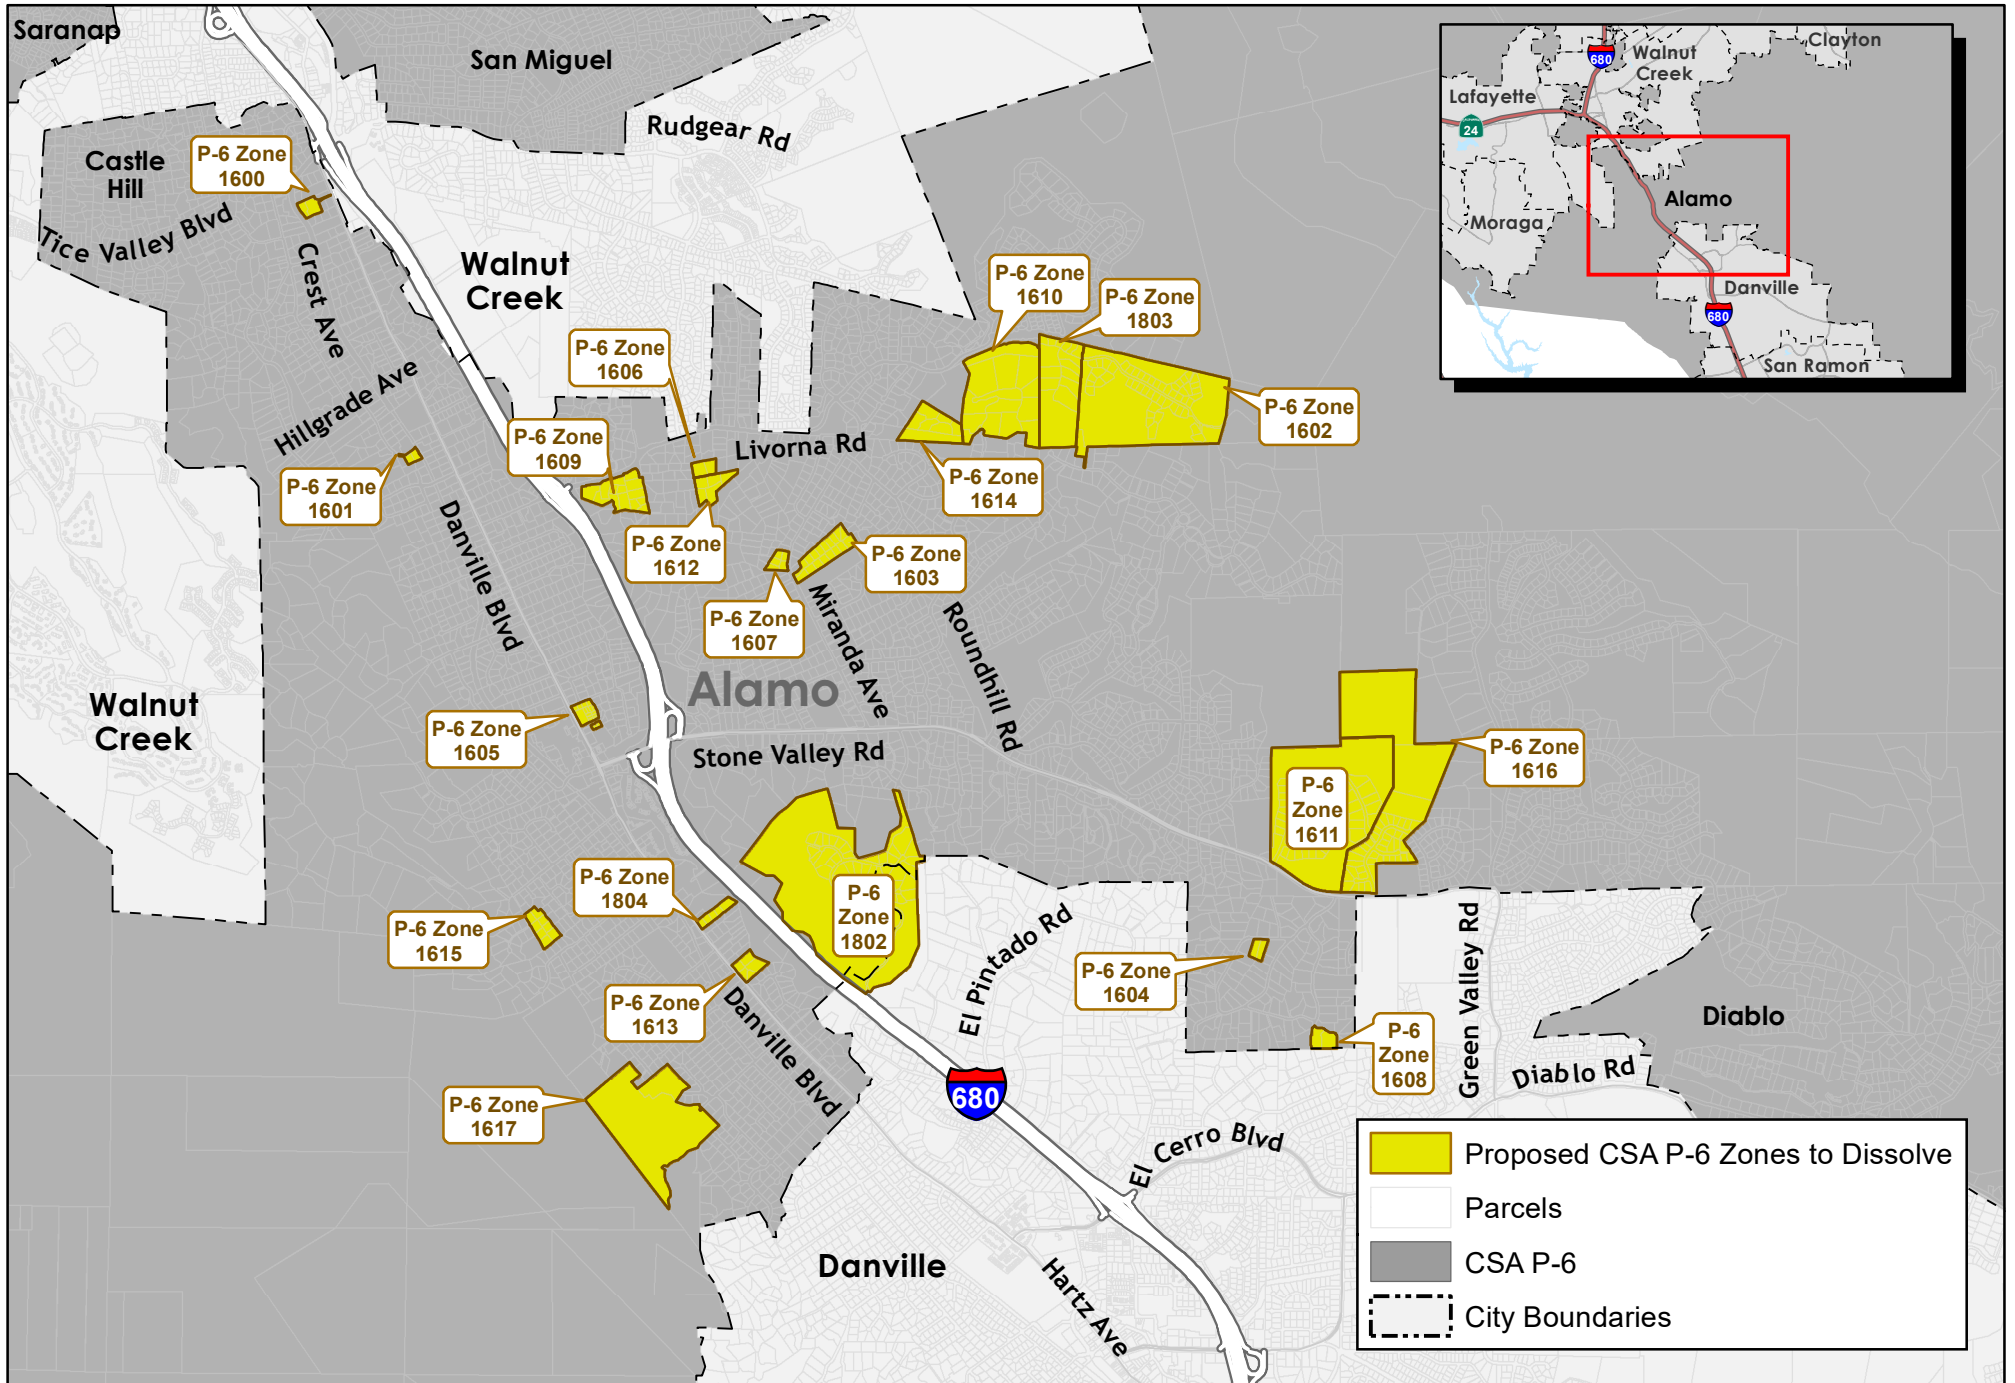 Saranap
San Miguel
Rudgear Rd
Castle
Hill
P-6 Zone
1600
Tice Valley Blvd
Crest Ave
Walnut
Creek
Hillgrade Ave
P-6 Zone
1601
P-6 Zone
1606
P-6 Zone
1609
Livorna Rd
P-6 Zone
1612
P-6 Zone
1610
P-6 Zone
1803
P-6 Zone
1602
P-6 Zone
1614
P-6 Zone
1603
P-6 Zone
1607
Danville Blvd
Miranda Ave
Roundhill Rd
Alamo
Walnut
Creek
P-6 Zone
1605
Stone Valley Rd
P-6 Zone
1616
P-6
Zone
1611
P-6 Zone
1804
P-6
Zone
1802
P-6 Zone
1615
P-6 Zone
1613
El Pintado Rd
P-6 Zone
1604
Green Valley Rd
Diablo
P-6
Zone
1608
Diablo Rd
Danville Blvd
P-6 Zone
1617
680
El Cerro Blvd
Danville
Hartz Ave
680
Walnut
Creek
Clayton
Lafayette
24
Alamo
Moraga
Danville
680
San Ramon
Proposed CSA P-6 Zones to Dissolve
Parcels
CSA P-6
City Boundaries